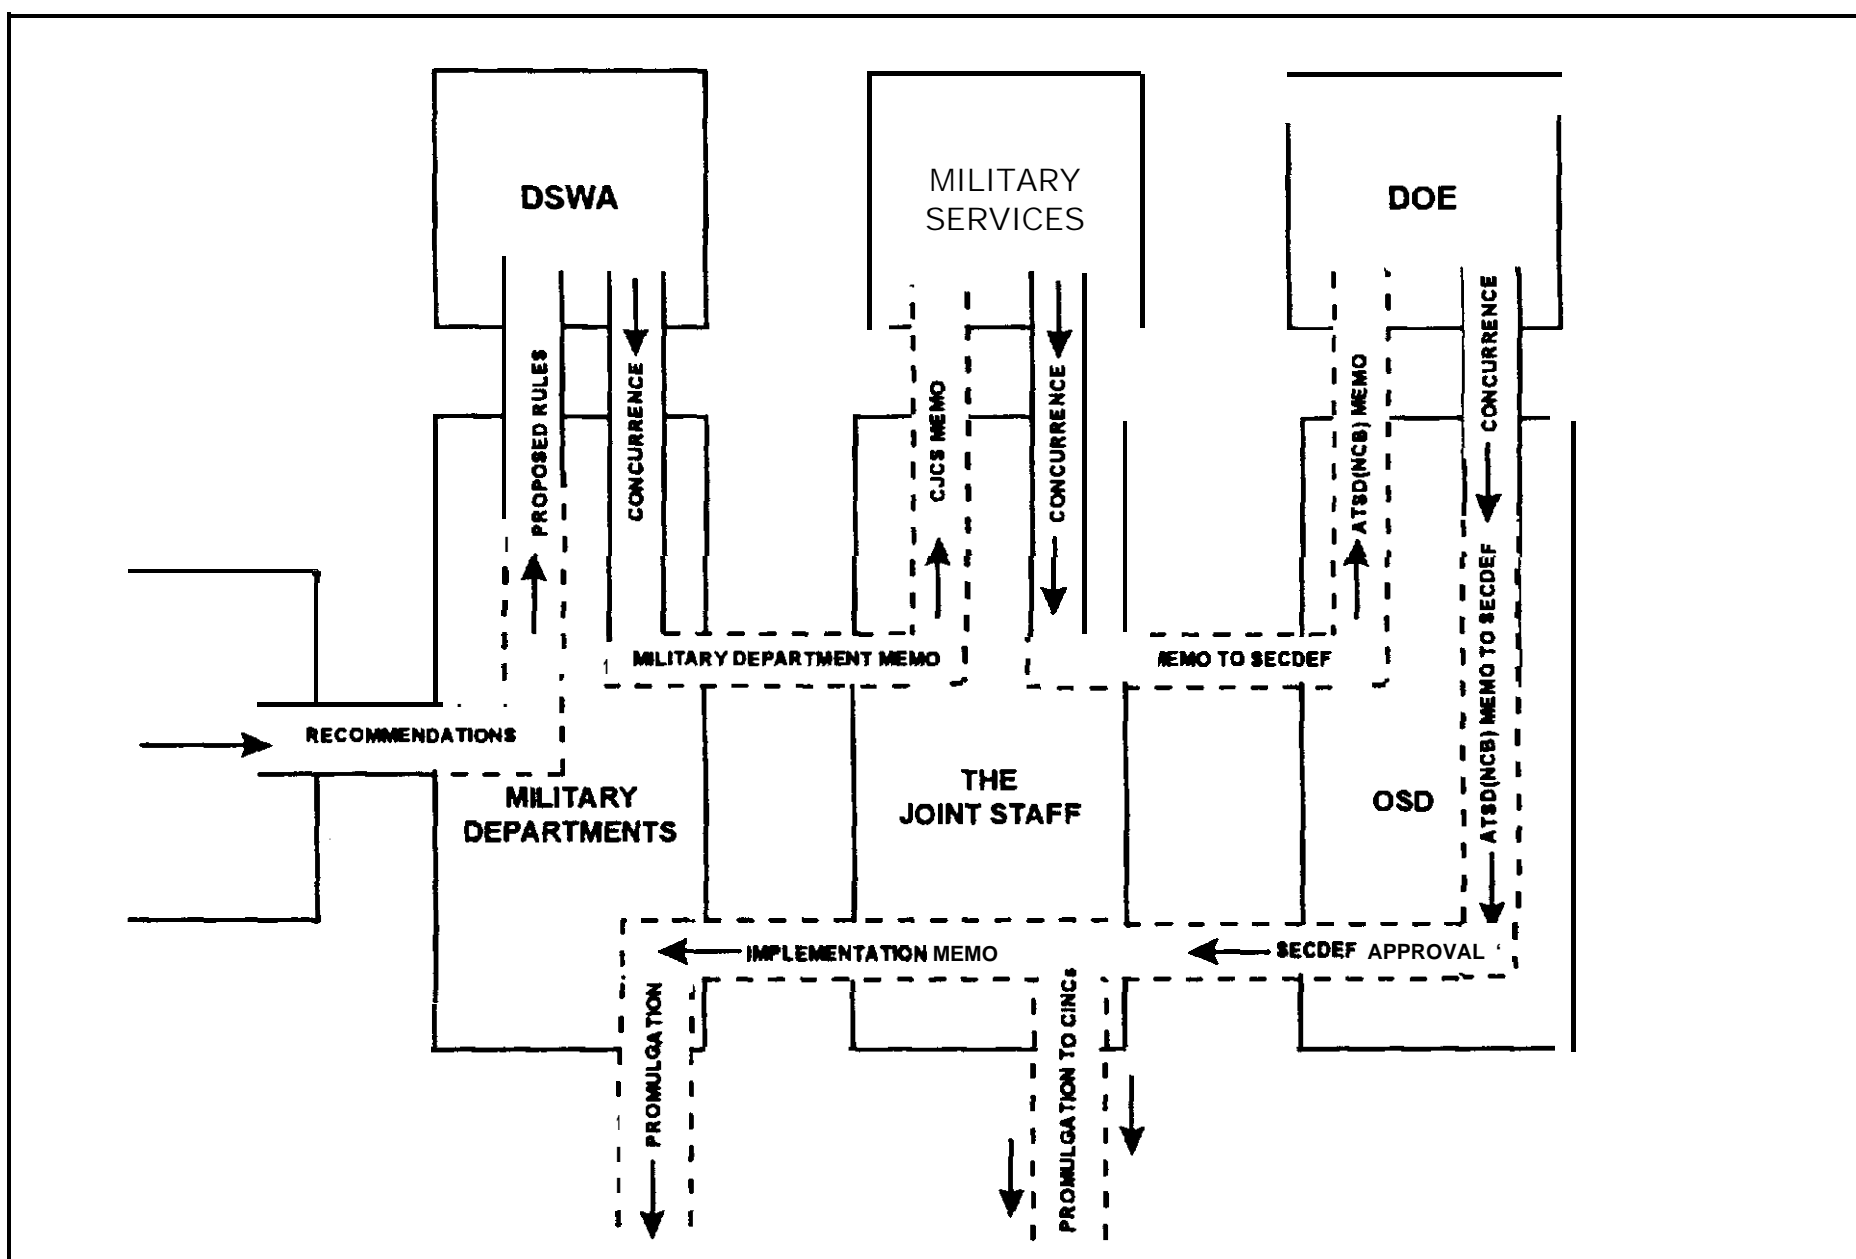 DSWA
MILITARY
SERVICES
DOE
PROPOSED RULES
CONCURRENCE
CJCS MEMO
CONCURRENCE
ATSD(NCB) MEMO
CONCURRENCE
MILITARY DEPARTMENT MEMO
EMO TO SECDEF
ATSD(NCB) MEMO TO SECDEF
RECOMMENDATIONS
MILITARY
DEPARTMENTS
THE
JOINT STAFF
OSD
IMPLEMENTATION MEMO
SECDEF APPROVAL
PROMULGATION
PROMULGATION TO CINCs